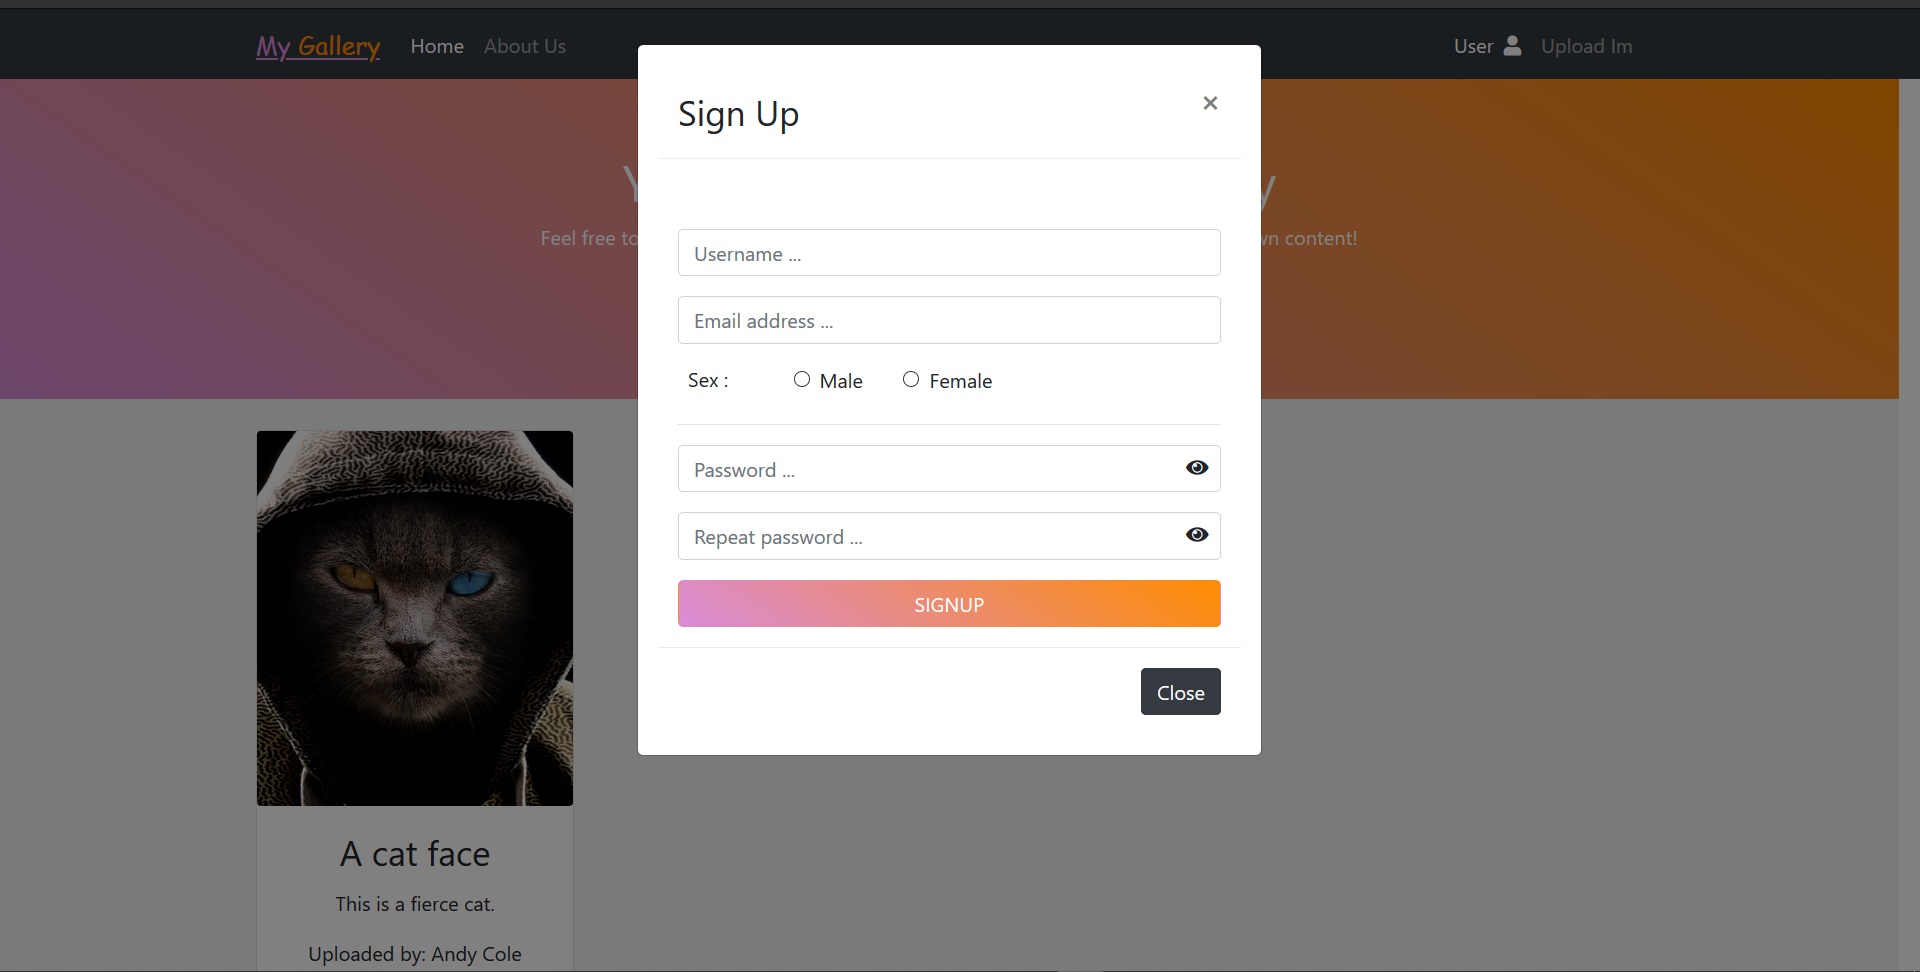 My Gallery Home About Us User Upload Im
Sign Up
×
Feel free to
wn content!
Username ...
Email address ...
Sex : Male Female
Password ...
Repeat password ...
SIGNUP
Close
A cat face
This is a fierce cat.
Uploaded by: Andy Cole